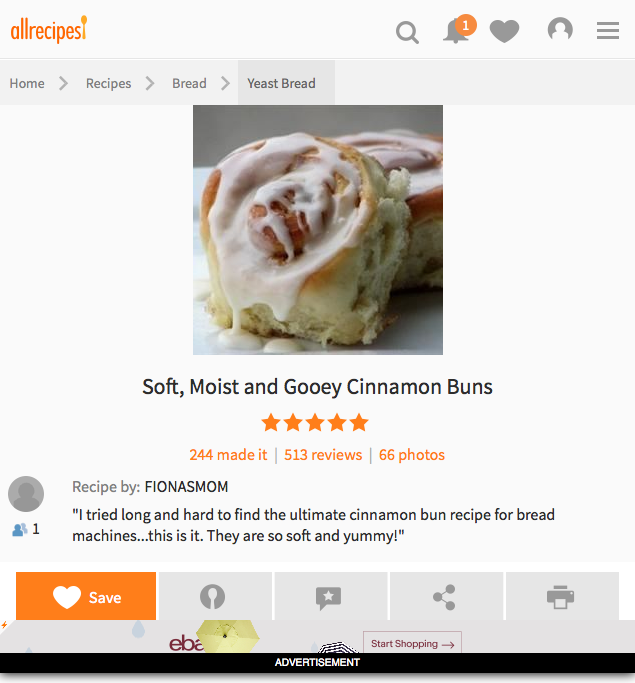 allrecipes
1
Home Recipes Bread Yeast Bread
Soft, Moist and Gooey Cinnamon Buns
244 made it | 513 reviews | 66 photos
Recipe by: FIONASMOM
1
"I tried long and hard to find the ultimate cinnamon bun recipe for bread
machines...this is it. They are so soft and yummy!"
Save
Start Shopping →
ADVERTISEMENT